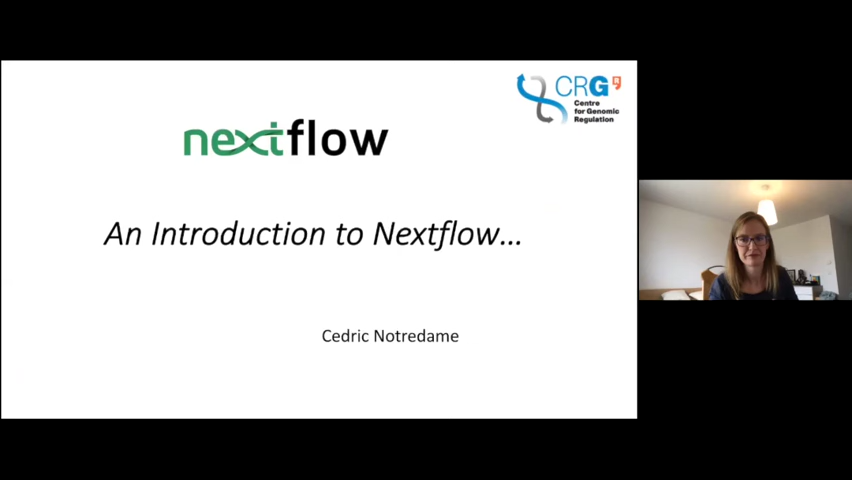 CRG
Centre
for Genomic
Regulation
nextflow
An Introduction to Nextflow...
Cedric Notredame